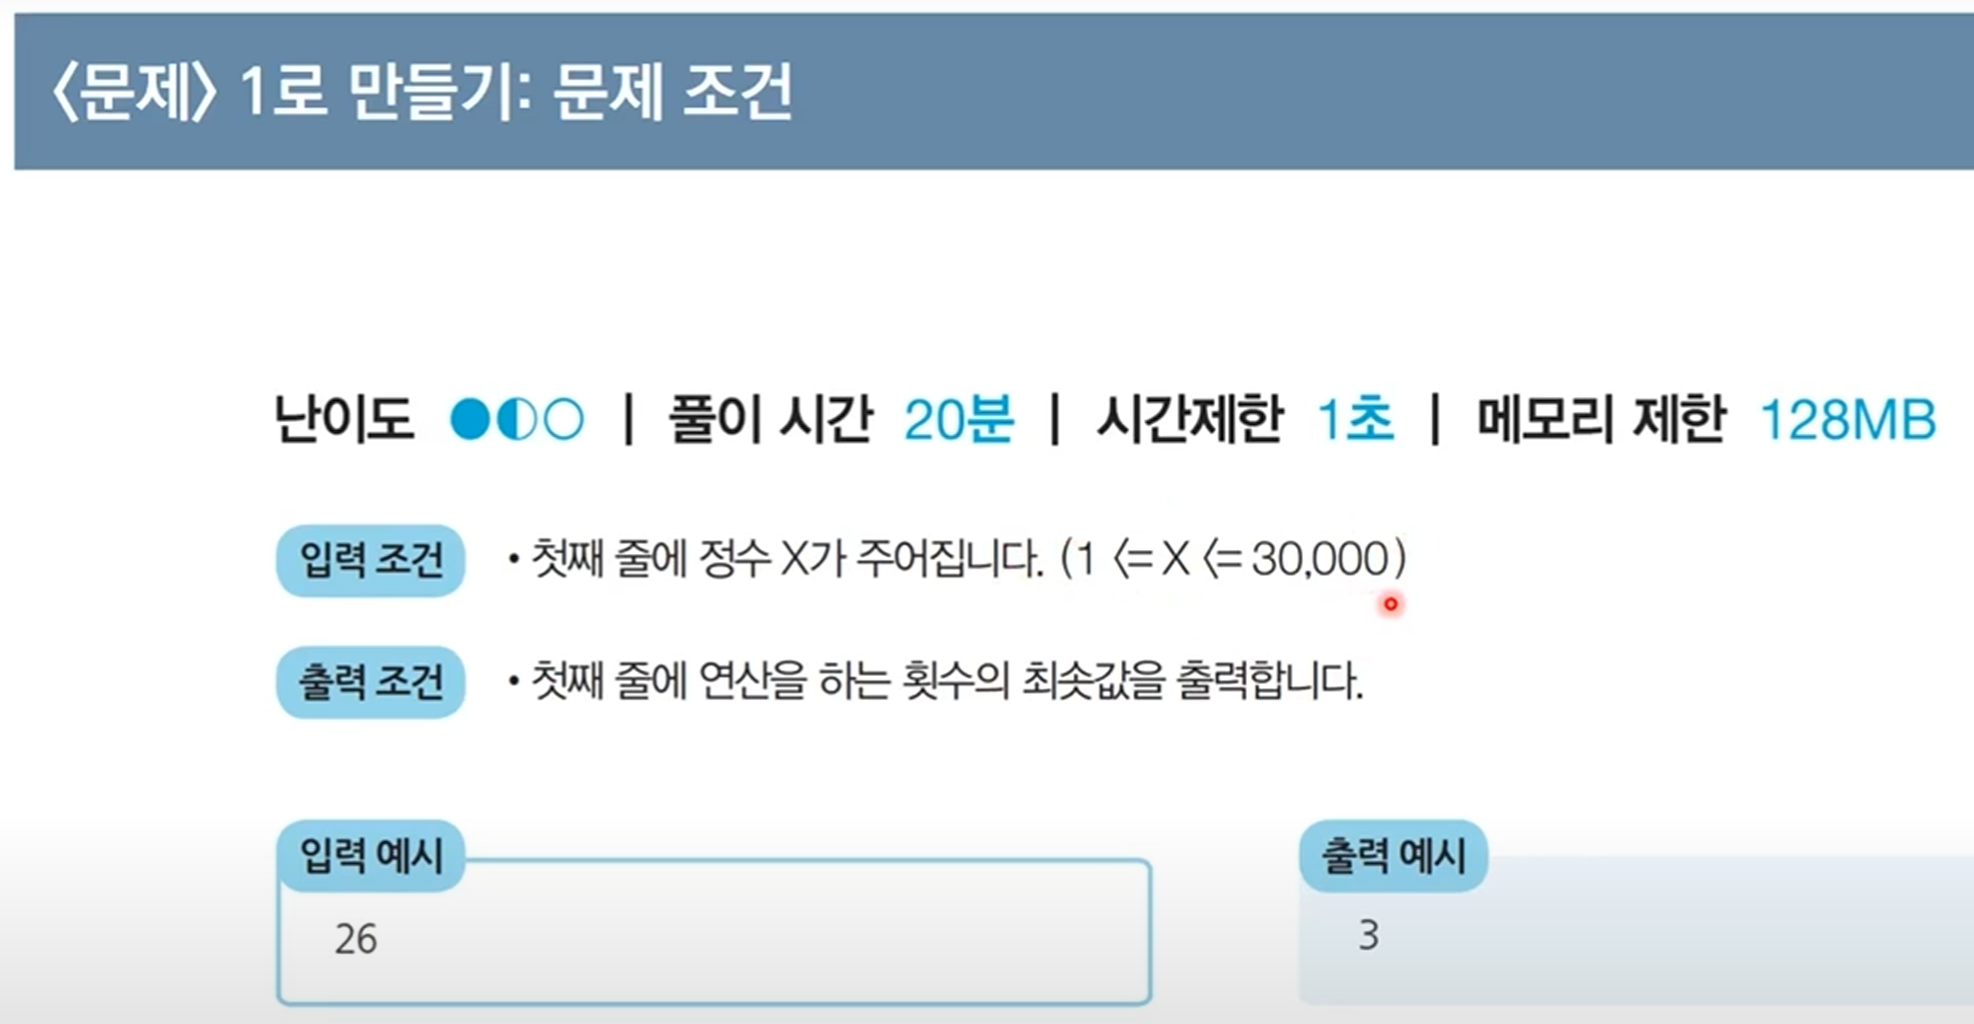 〈문제〉 1로 만들기: 문제 조건
난이도 | 풀이 시간 20분 | 시간제한 1초 | 메모리 제한 128MB
입력 조건 • 첫째 줄에 정수 X가 주어집니다. (1 <= X <= 30,000)
출력 조건 • 첫째 줄에 연산을 하는 횟수의 최솟값을 출력합니다.
입력 예시
26
출력 예시
3